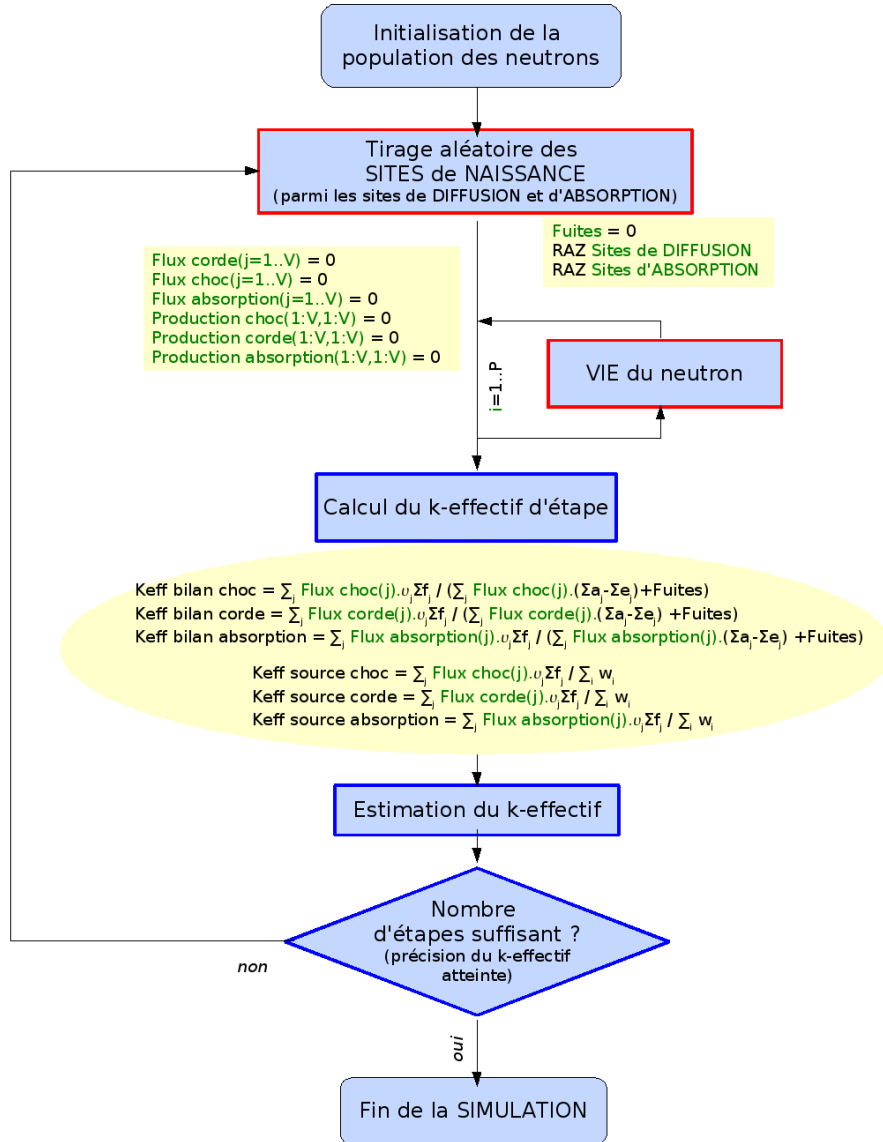 Initialisation de la
population des neutrons
Tirage aléatoire des
SITES de NAISSANCE
(parmi les sites de DIFFUSION et d'ABSORPTION)
Fuites = 0
RAZ Sites de DIFFUSION
RAZ Sites d'ABSORPTION
Flux corde(j=1..V) = 0
Flux choc(j=1..V) = 0
Flux absorption(j=1..V) = 0
Production choc(1:V,1:V) = 0
Production corde(1:V,1:V) = 0
Production absorption(1:V,1:V) = 0
i=1..P
VIE du neutron
Calcul du k-effectif d'étape
Keff bilan choc = ∑j Flux choc(j).υjΣfj / (∑j Flux choc(j).(Σaj-Σej)+Fuites)
Keff bilan corde = ∑j Flux corde(j).υjΣfj / (∑j Flux corde(j).(Σaj-Σej) +Fuites)
Keff bilan absorption = ∑j Flux absorption(j).υjΣfj / (∑j Flux absorption(j).(Σaj-Σej) +Fuites)
Keff source choc = ∑j Flux choc(j).υjΣfj / ∑i wi
Keff source corde = ∑j Flux corde(j).υjΣfj / ∑i wi
Keff source absorption = ∑j Flux absorption(j).υjΣfj / ∑i wi
Estimation du k-effectif
Nombre
d'étapes suffisant ?
(précision du k-effectif
atteinte)
non
oui
Fin de la SIMULATION